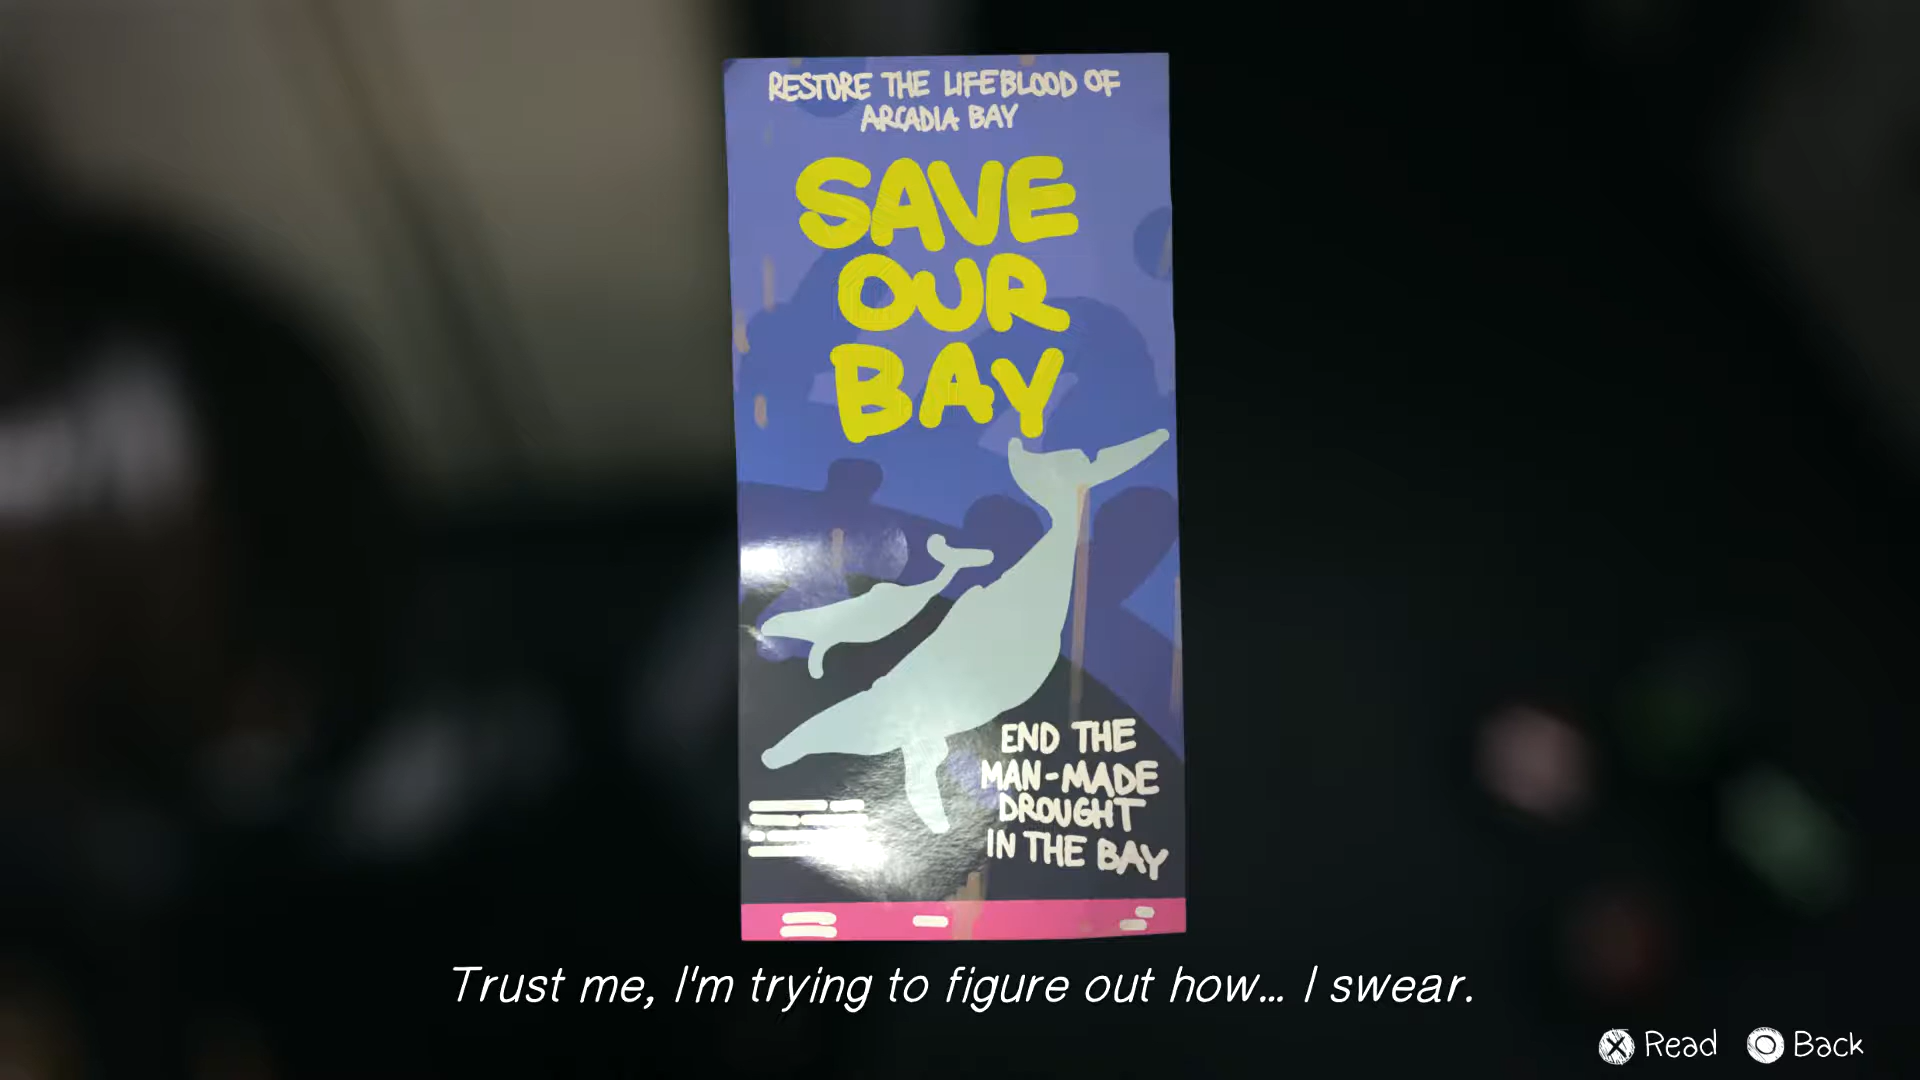 RESTORE THE LIFEBLOOD OF
ARCADIA BAY
SAVE
OUR
BAY
END THE
MAN-MADE
DROUGHT
IN THE BAY
Trust me, I'm trying to figure out how... I swear.
Read Back